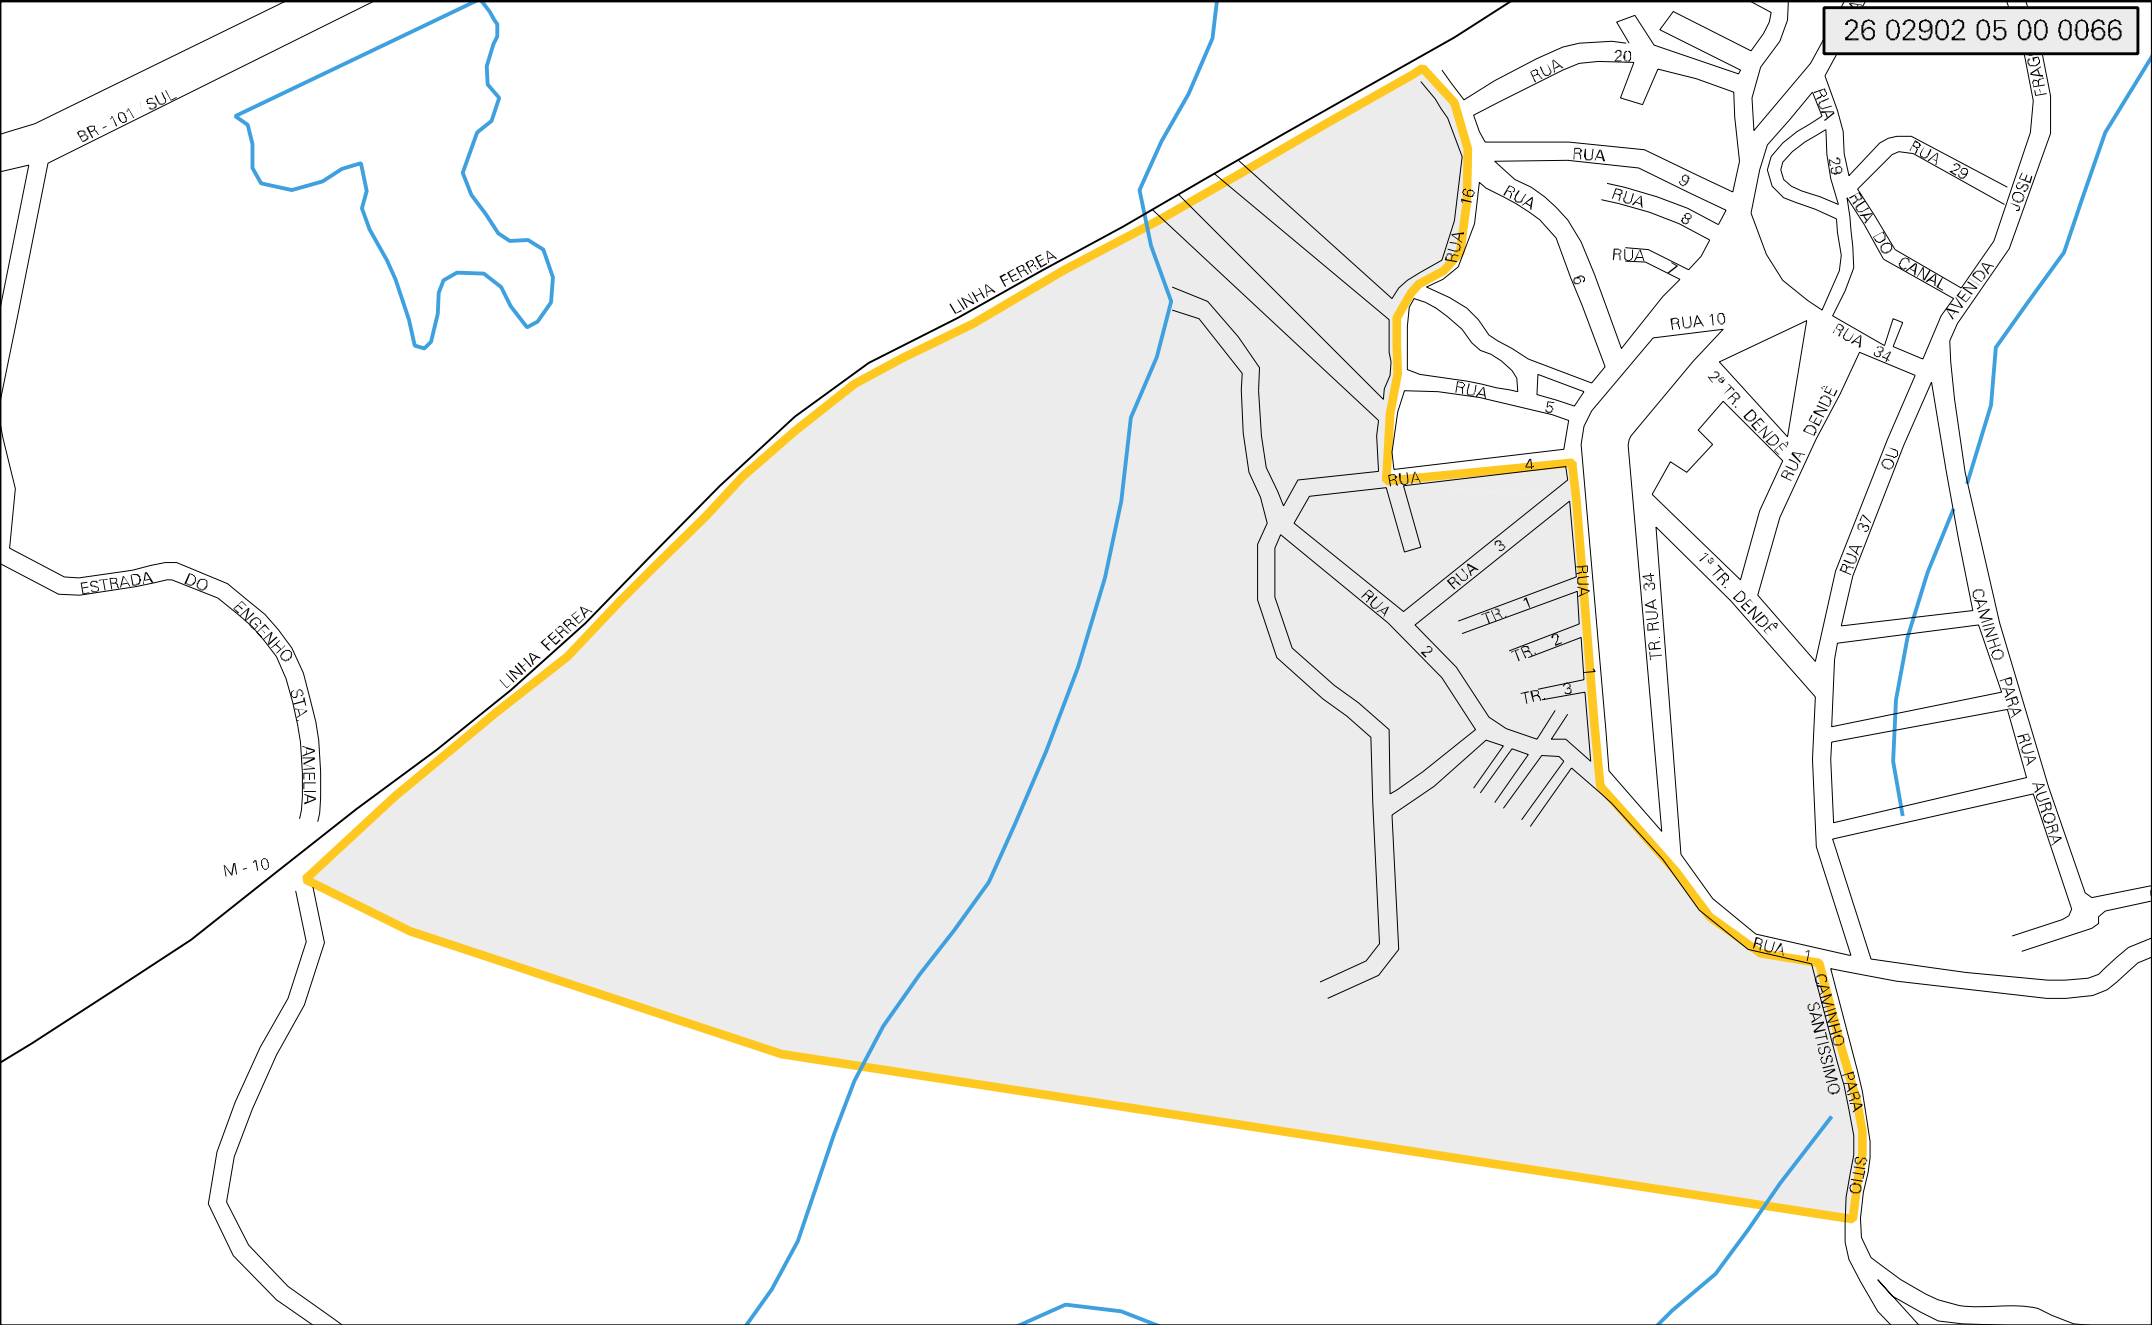 26 02902 05 00 0066
BR - 101 SUL
RUA 20
FRAG
RUA 29
RUA 9
RUA 29
RUA 8
RUA 16
RUA 6
RUA 7
RUA DO CANAL
AVENDA JOSE
LINHA FERREA
RUA 10
RUA 34
RUA 5
2ª TR. DENDÊ
RUA DENDÊ
RUA 4
OU
RUA 37
RUA 3
RUA 2
TR. 1
TR. 2
TR. 3
RUA 1
TR. RUA 34
1ª TR. DENDÊ
CAMINHO PARA RUA AURORA
ESTRADA DO ENGENHO STA. AMELIA
LINHA FERREA
M - 10
RUA 1
CAMINHO PARA SITIO
SANTISSIMO